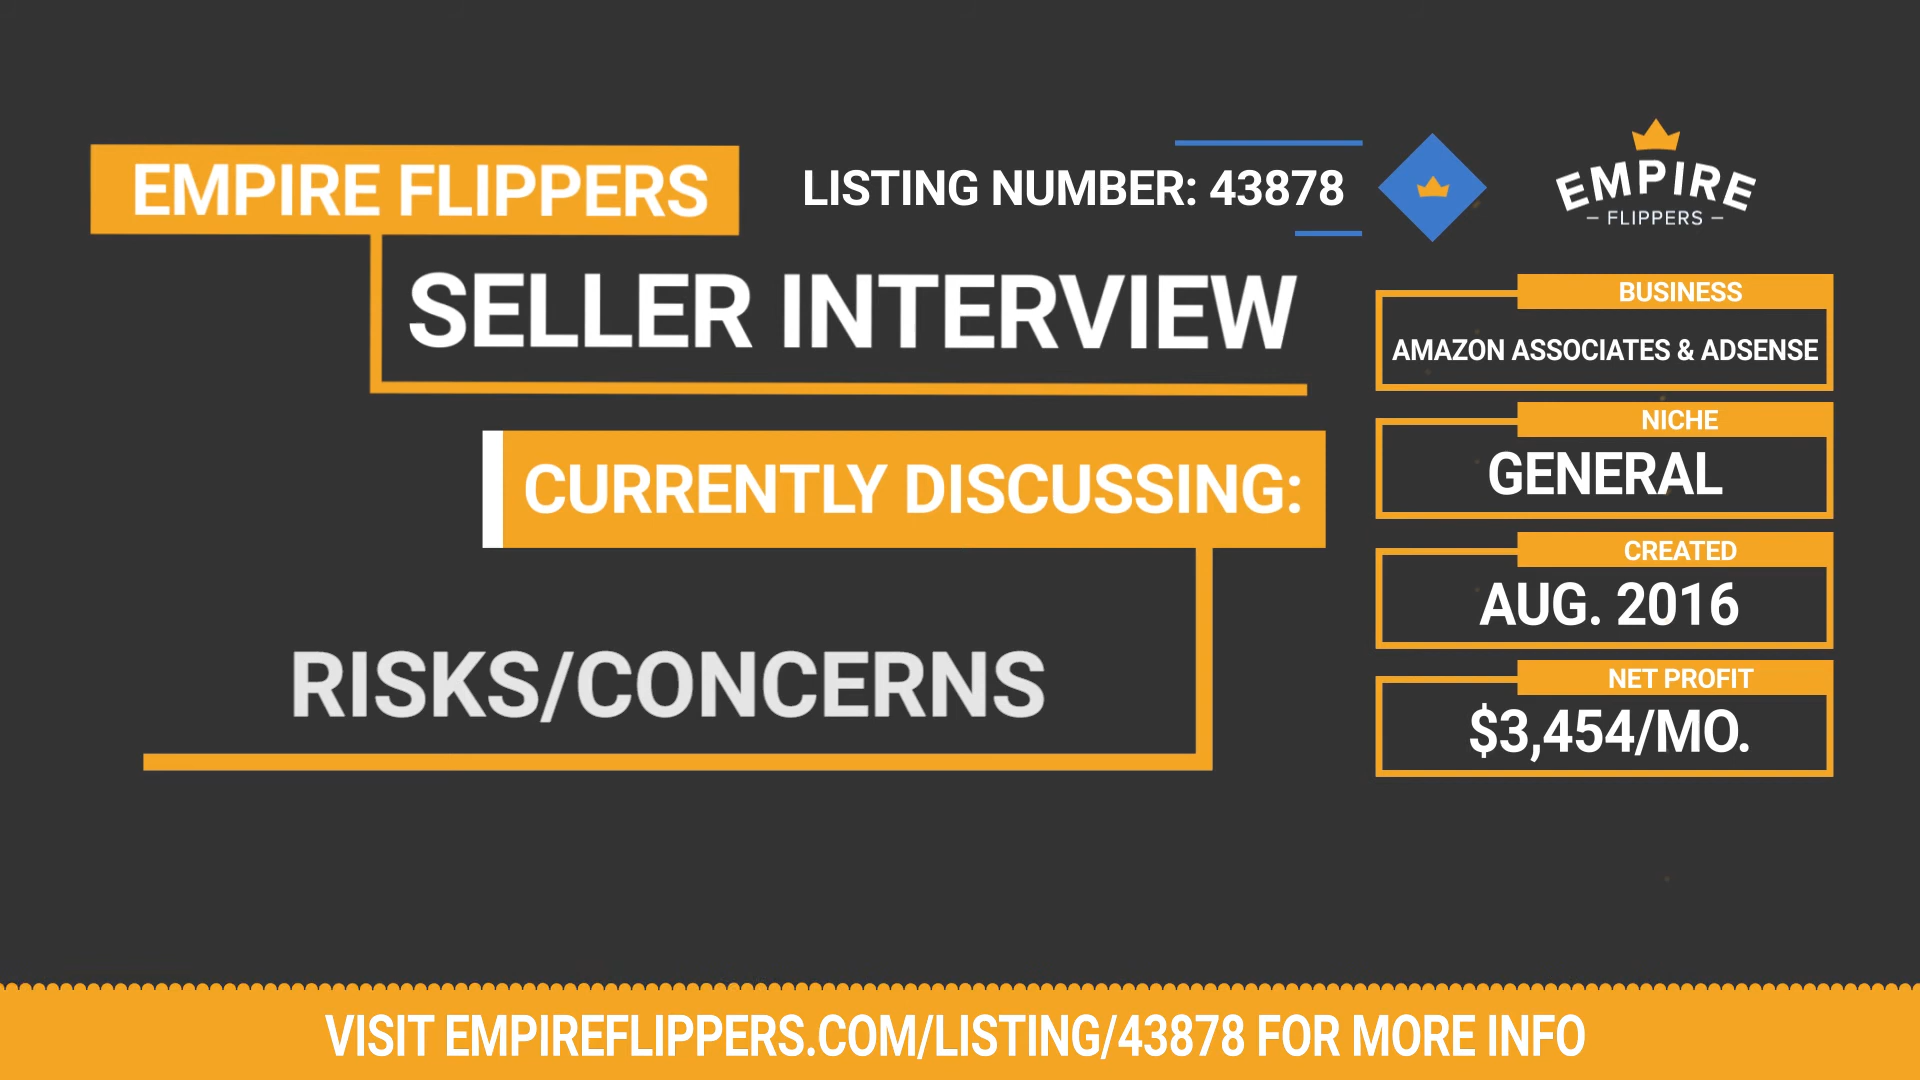 EMPIRE FLIPPERS
LISTING NUMBER: 43878
EMPIRE
– FLIPPERS –
SELLER INTERVIEW
CURRENTLY DISCUSSING:
RISKS/CONCERNS
BUSINESS
AMAZON ASSOCIATES & ADSENSE
NICHE
GENERAL
CREATED
AUG. 2016
NET PROFIT
$3,454/MO.
VISIT EMPIREFLIPPERS.COM/LISTING/43878 FOR MORE INFO